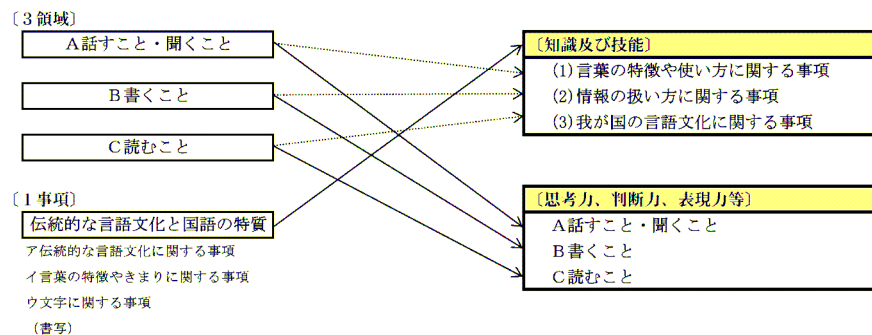 〔３領域〕
Ａ話すこと・聞くこと
Ｂ書くこと
Ｃ読むこと
〔１事項〕
伝統的な言語文化と国語の特質
ア伝統的な言語文化に関する事項
イ言葉の特徴やきまりに関する事項
ウ文字に関する事項
（書写）
〔知識及び技能〕
(1)言葉の特徴や使い方に関する事項
(2)情報の扱い方に関する事項
(3)我が国の言語文化に関する事項
〔思考力、判断力、表現力等〕
Ａ話すこと・聞くこと
Ｂ書くこと
Ｃ読むこと